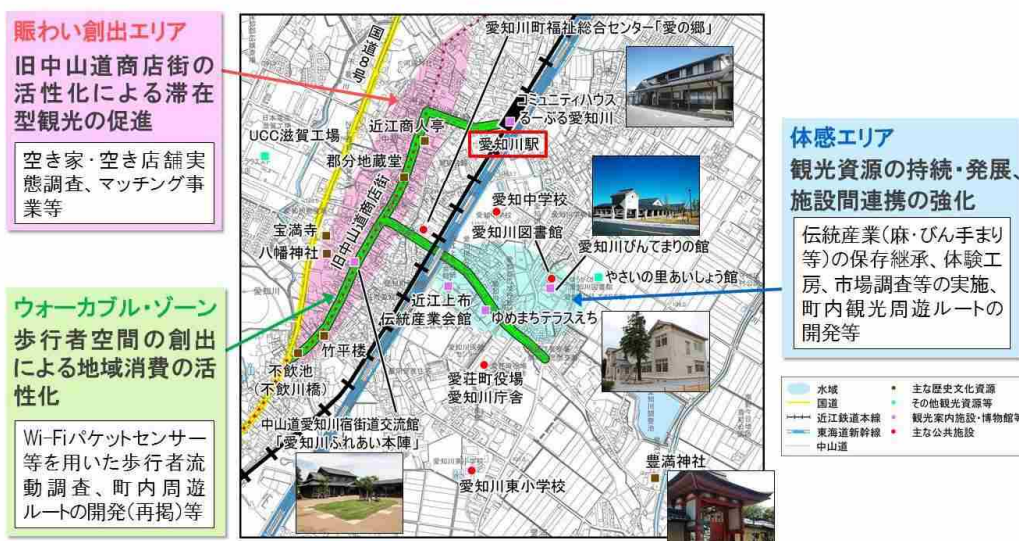 賑わい創出エリア
旧中山道商店街の
活性化による滞在
型観光の促進
空き家・空き店舗実
態調査、マッチング事
業等
ウォーカブル・ゾーン
歩行者空間の創出
による地域消費の活
性化
Wi-Fiパケットセンサー
等を用いた歩行者流
動調査、町内周遊
ルートの開発(再掲)等
国道8号
愛知川町福祉総合センター「愛の郷」
コミュニティハウス
るーぶる愛知川
愛知川駅
近江商人亭
UCC滋賀工場
郡分地蔵堂
旧中山道商店街
宝満寺
八幡神社
愛知中学校
愛知川図書館
愛知川びんてまりの館
やさいの里あいしょう館
近江上布
伝統産業会館
ゆめまちテラスえち
竹平楼
不飲池
(不飲川橋)
愛荘町役場
愛知川庁舎
中山道愛知川宿街道交流館
「愛知川ふれあい本陣」
愛知川東小学校
豊満神社
体感エリア
観光資源の持続・発展、
施設間連携の強化
伝統産業(麻・びん手まり
等)の保存継承、体験工
房、市場調査等の実施、
町内観光周遊ルートの
開発等
水域
国道
近江鉄道本線
東海道新幹線
中山道
主な歴史文化資源
その他観光資源等
観光案内施設・博物館等
主な公共施設